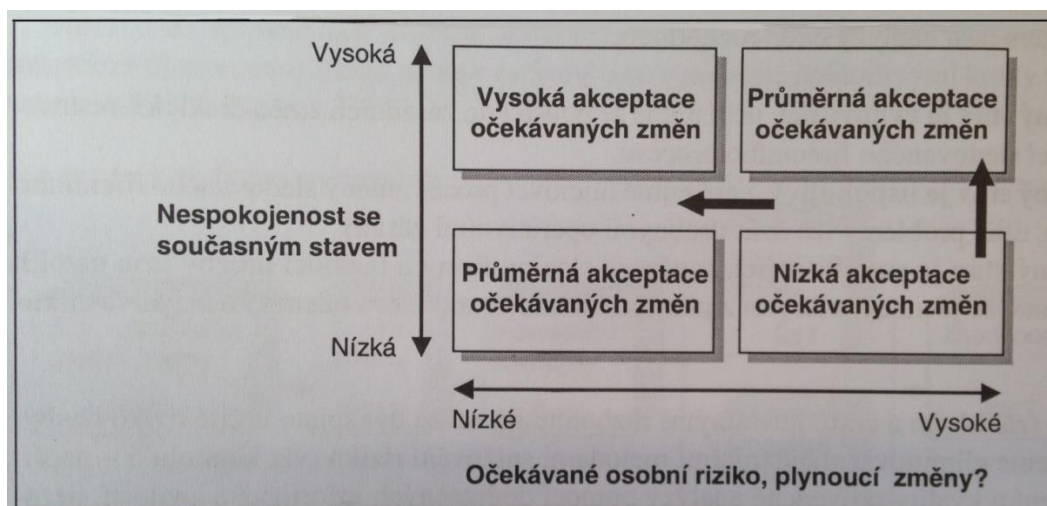 Vysoká
Vysoká akceptace
očekávaných změn
Průměrná akceptace
očekávaných změn
Nespokojenost se
současným stavem
Průměrná akceptace
očekávaných změn
Nízká akceptace
očekávaných změn
Nízká
Nízké
Vysoké
Očekávané osobní riziko, plynoucí změny?